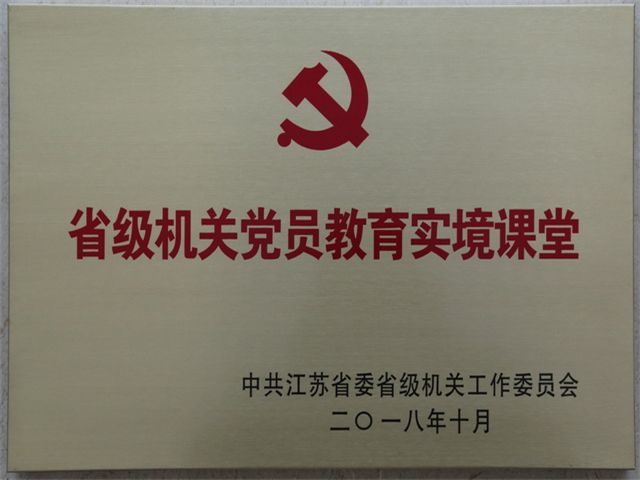 省级机关党员教育实境课堂
中共江苏省委省级机关工作委员会
二〇一八年十月